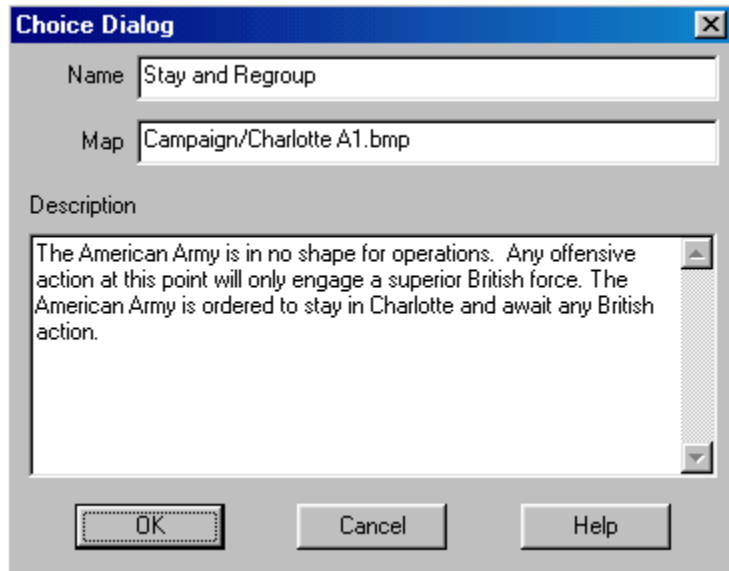 Choice Dialog
Name Stay and Regroup
Map Campaign/Charlotte A1.bmp
Description
The American Army is in no shape for operations.  Any offensive
action at this point will only engage a superior British force. The
American Army is ordered to stay in Charlotte and await any British
action.
OK Cancel Help